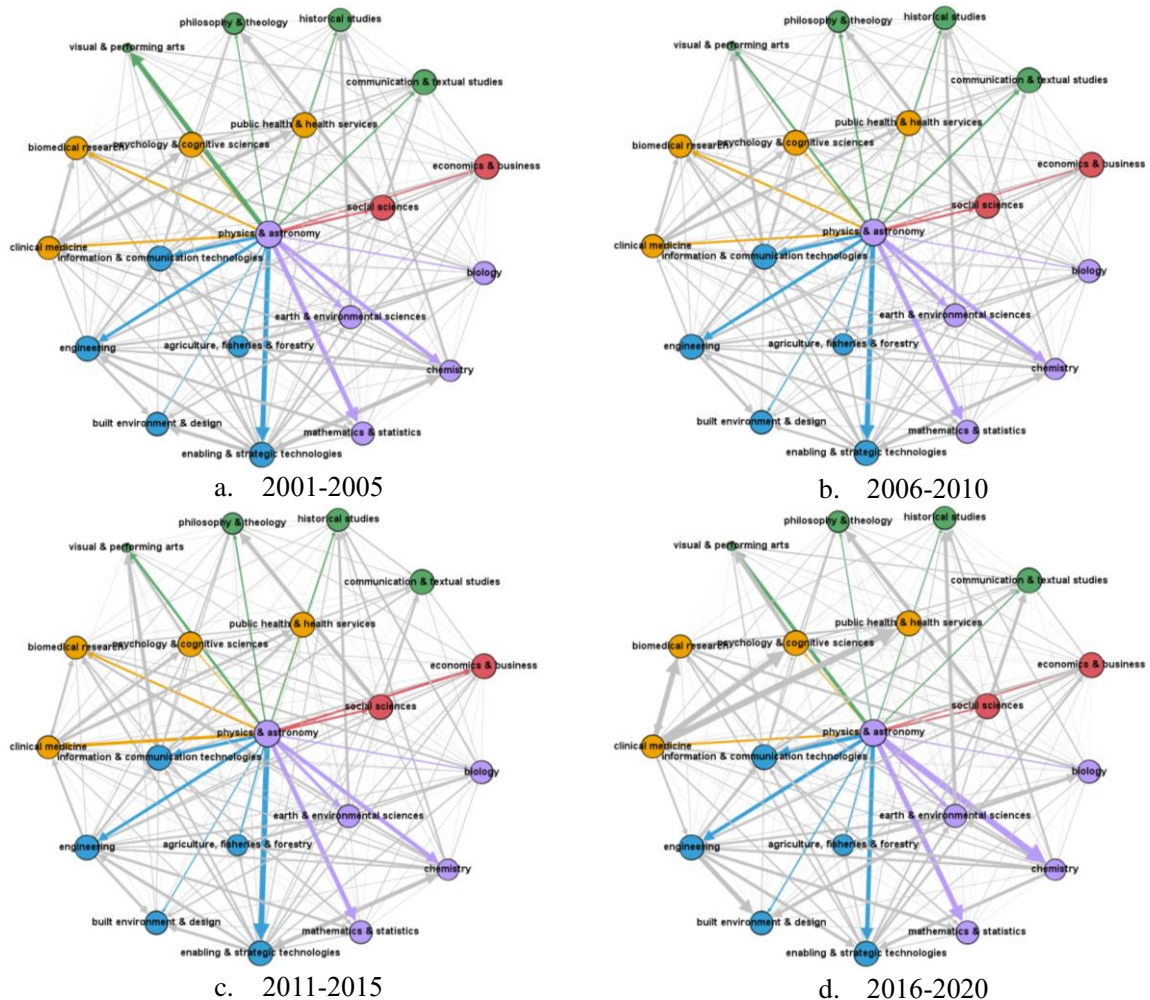 philosophy & theology
historical studies
visual & performing arts
communication & textual studies
public health & health services
biomedical research
psychology & cognitive sciences
economics & business
social sciences
physics & astronomy
clinical medicine
information & communication technologies
biology
earth & environmental sciences
engineering
agriculture, fisheries & forestry
chemistry
built environment & design
mathematics & statistics
enabling & strategic technologies
a. 2001-2005
philosophy & theology
historical studies
visual & performing arts
communication & textual studies
public health & health services
biomedical research
psychology & cognitive sciences
economics & business
social sciences
physics & astronomy
clinical medicine
information & communication technologies
biology
earth & environmental sciences
engineering
agriculture, fisheries & forestry
chemistry
built environment & design
mathematics & statistics
enabling & strategic technologies
b. 2006-2010
philosophy & theology
historical studies
visual & performing arts
communication & textual studies
public health & health services
biomedical research
psychology & cognitive sciences
economics & business
social sciences
physics & astronomy
clinical medicine
information & communication technologies
biology
earth & environmental sciences
engineering
agriculture, fisheries & forestry
chemistry
built environment & design
mathematics & statistics
enabling & strategic technologies
c. 2011-2015
philosophy & theology
historical studies
visual & performing arts
communication & textual studies
public health & health services
biomedical research
psychology & cognitive sciences
economics & business
social sciences
physics & astronomy
clinical medicine
information & communication technologies
biology
earth & environmental sciences
engineering
agriculture, fisheries & forestry
chemistry
built environment & design
mathematics & statistics
enabling & strategic technologies
d. 2016-2020